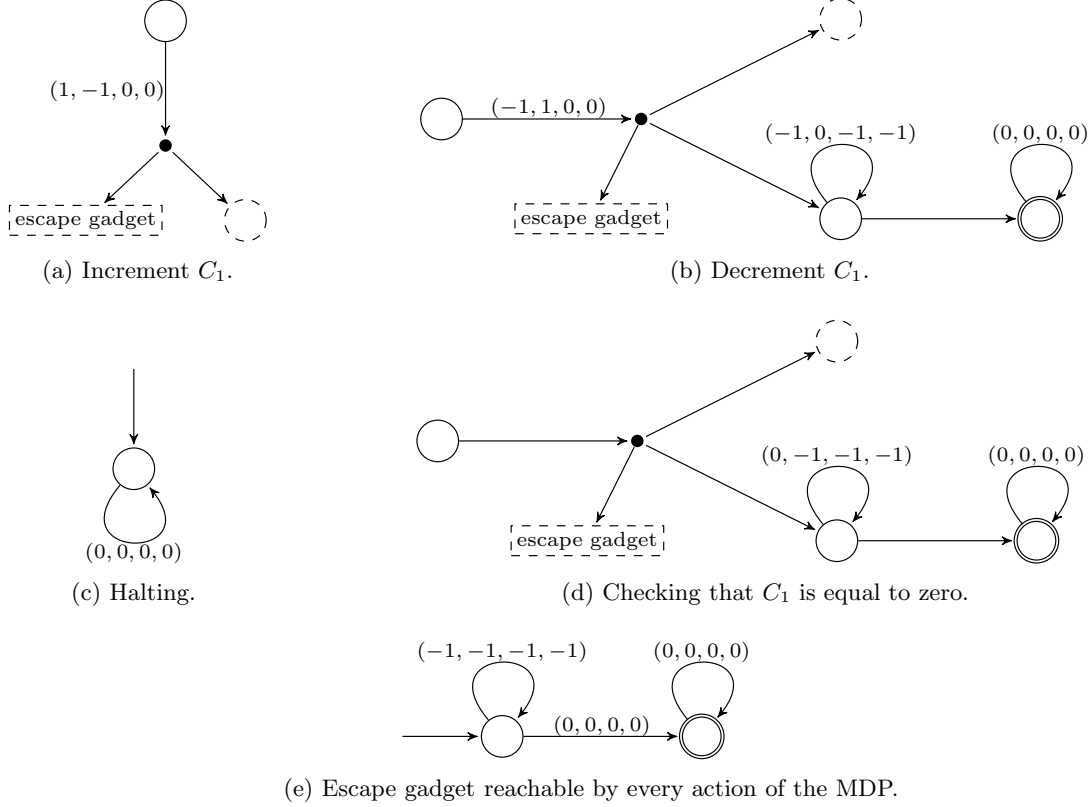 (1, −1, 0, 0)
escape gadget
(a) Increment C₁.
(−1, 1, 0, 0)
(−1, 0, −1, −1)
(0, 0, 0, 0)
escape gadget
(b) Decrement C₁.
(0, 0, 0, 0)
(c) Halting.
(0, −1, −1, −1)
(0, 0, 0, 0)
escape gadget
(d) Checking that C₁ is equal to zero.
(−1, −1, −1, −1)
(0, 0, 0, 0)
(0, 0, 0, 0)
(e) Escape gadget reachable by every action of the MDP.